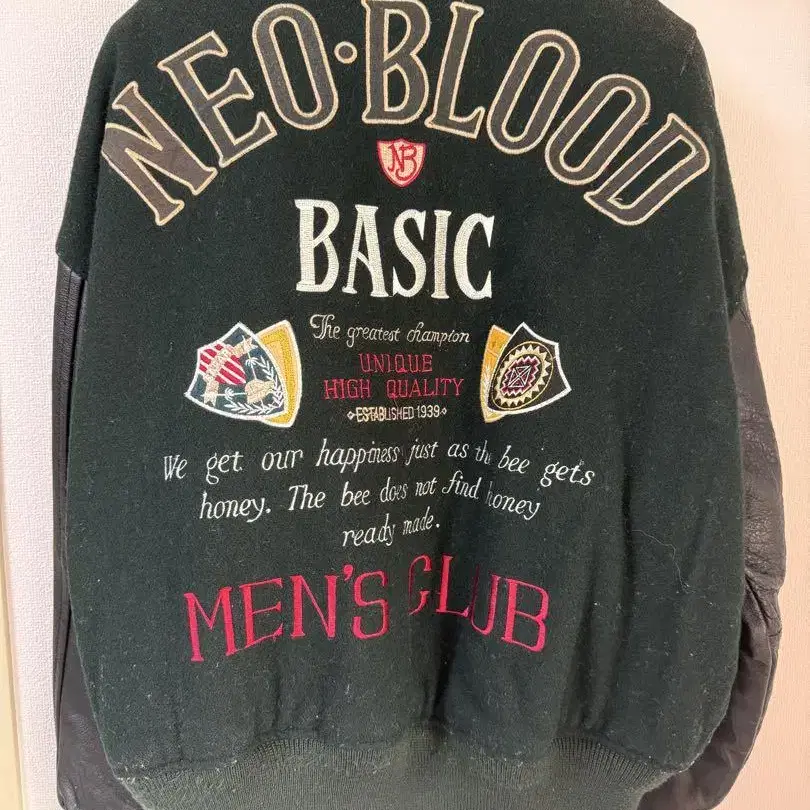 NEO·BLOOD
NB
BASIC
The greatest champion
UNIQUE
HIGH QUALITY
ESTABLISHED 1939
We get our happiness just as the bee gets
honey. The bee does not find honey
ready made.
MEN'S CLUB